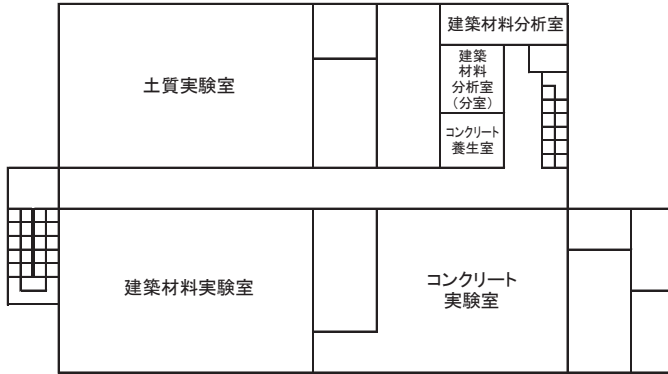 建築材料分析室
建築
材料
分析室
（分室）
土質実験室
コンクリート
養生室
建築材料実験室
コンクリート
実験室